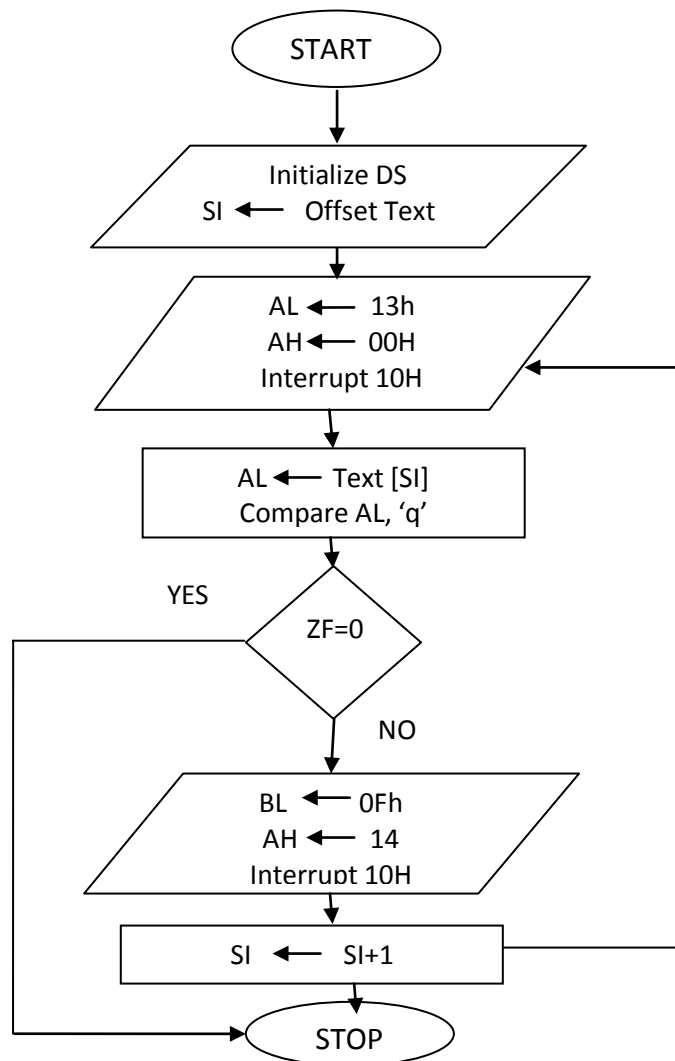 START
Initialize DS
SI Offset Text
AL 13h
AH 00H
Interrupt 10H
AL Text [SI]
Compare AL, ‘q’
YES
ZF=0
NO
BL 0Fh
AH 14
Interrupt 10H
SI SI+1
STOP